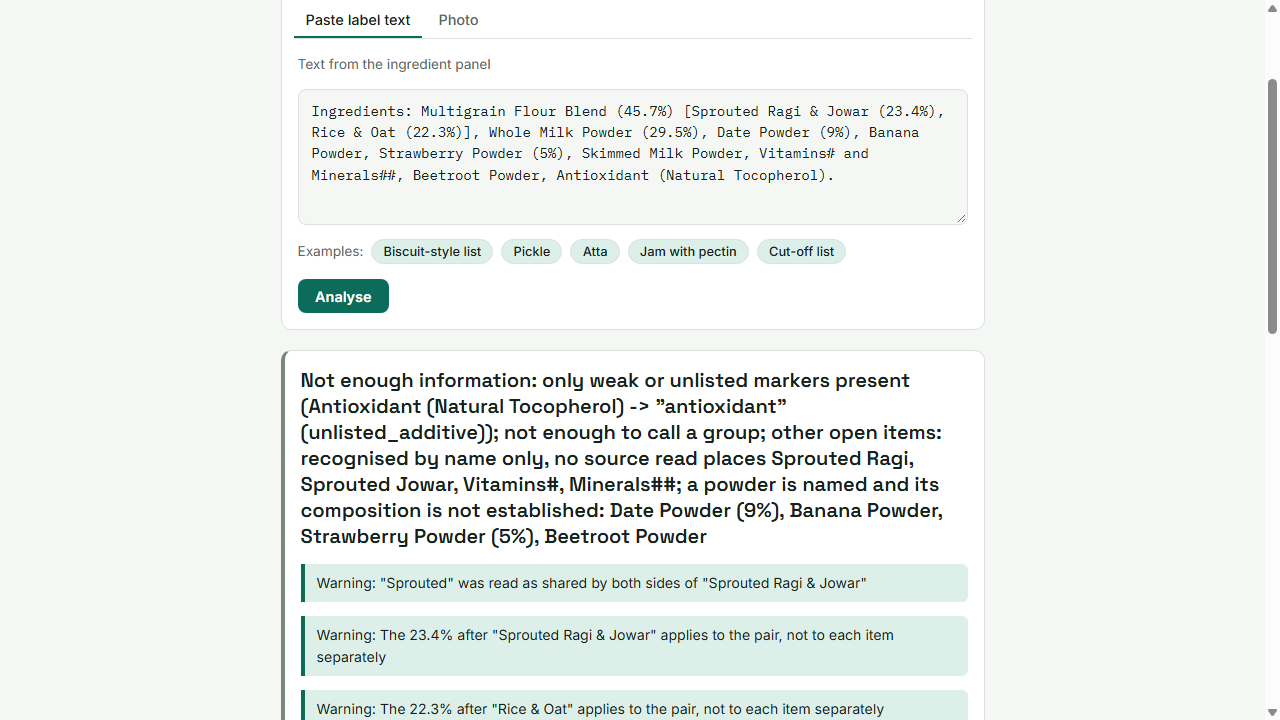 Paste label text
Photo
Text from the ingredient panel
Ingredients: Multigrain Flour Blend (45.7%) [Sprouted Ragi & Jowar (23.4%),
Rice & Oat (22.3%)], Whole Milk Powder (29.5%), Date Powder (9%), Banana
Powder, Strawberry Powder (5%), Skimmed Milk Powder, Vitamins# and
Minerals##, Beetroot Powder, Antioxidant (Natural Tocopherol).
Examples: Biscuit-style list Pickle Atta Jam with pectin Cut-off list
Analyse
Not enough information: only weak or unlisted markers present
(Antioxidant (Natural Tocopherol) -> ”antioxidant”
(unlisted_additive)); not enough to call a group; other open items:
recognised by name only, no source read places Sprouted Ragi,
Sprouted Jowar, Vitamins#, Minerals##; a powder is named and its
composition is not established: Date Powder (9%), Banana Powder,
Strawberry Powder (5%), Beetroot Powder
Warning: "Sprouted" was read as shared by both sides of "Sprouted Ragi & Jowar"
Warning: The 23.4% after "Sprouted Ragi & Jowar" applies to the pair, not to each item
separately
Warning: The 22.3% after "Rice & Oat" applies to the pair, not to each item separately